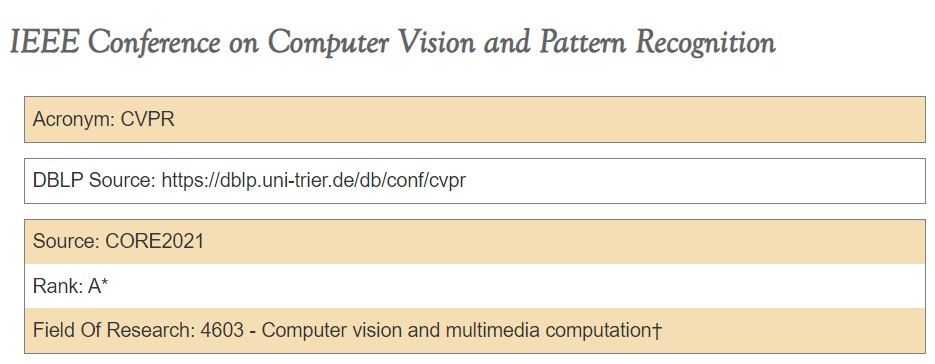 IEEE Conference on Computer Vision and Pattern Recognition
Acronym: CVPR
DBLP Source: https://dblp.uni-trier.de/db/conf/cvpr
Source: CORE2021
Rank: A*
Field Of Research: 4603 - Computer vision and multimedia computation†